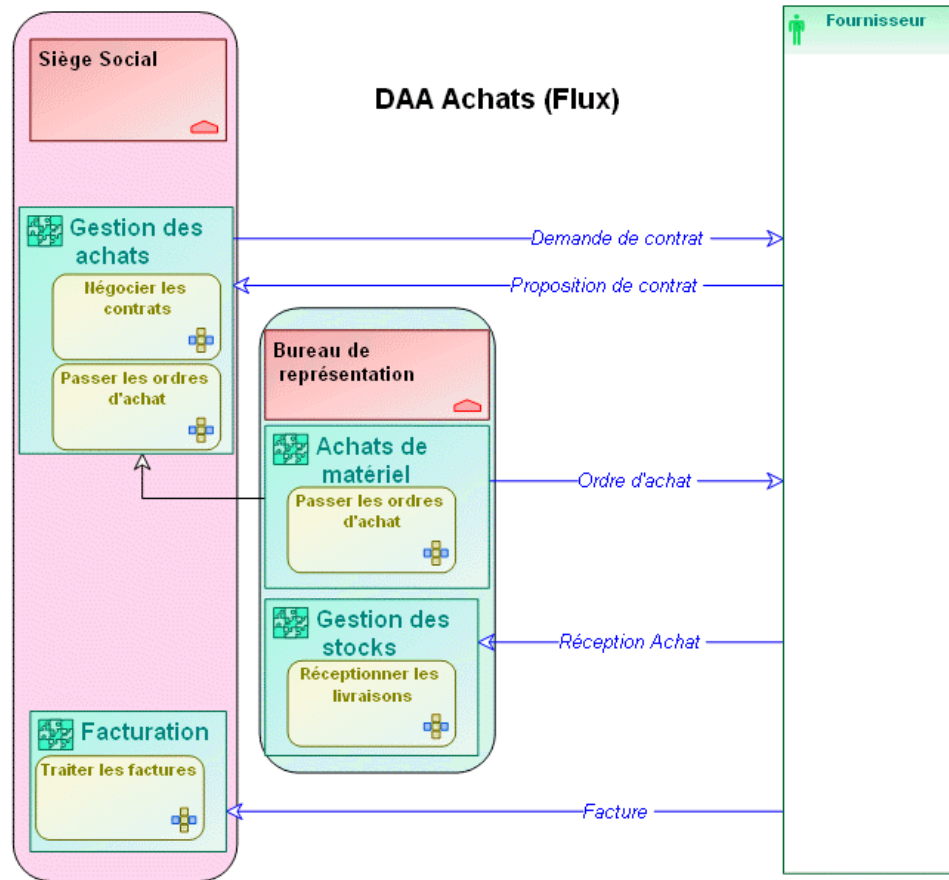 Siège Social
DAA Achats (Flux)
Fournisseur
Gestion des
achats
Négocier les
contrats
Passer les ordres
d'achat
Demande de contrat
Proposition de contrat
Bureau de
représentation
Achats de
matériel
Passer les ordres
d'achat
Ordre d'achat
Gestion des
stocks
Réceptionner les
livraisons
Réception Achat
Facturation
Traiter les factures
Facture